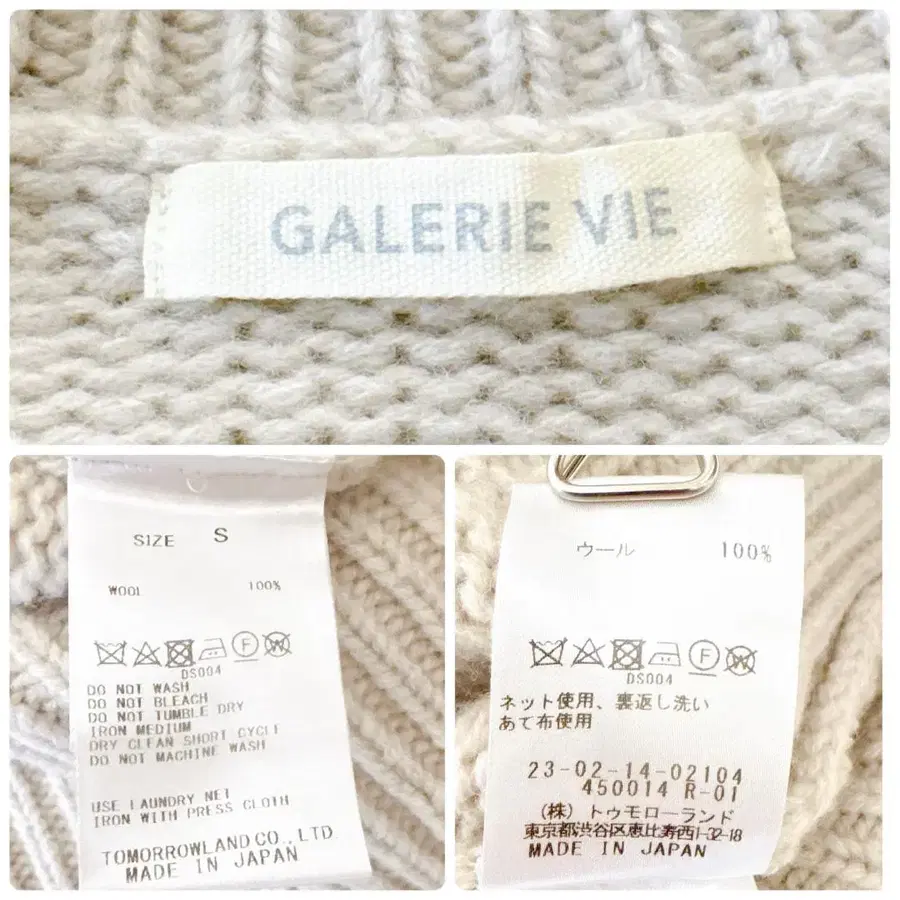 GALERIE VIE
SIZE S
WOOL 100%
DS004
DO NOT WASH
DO NOT BLEACH
DO NOT TUMBLE DRY
IRON MEDIUM
DRY CLEAN SHORT CYCLE
DO NOT MACHINE WASH
USE LAUNDRY NET
IRON WITH PRESS CLOTH
TOMORROWLAND CO., LTD.
MADE IN JAPAN
ウール 100%
F
W
DS004
ネット使用、裏返し洗い
あて布使用
23-02-14-02104
450014 R-01
(株) トゥモローランド
東京都渋谷区恵比寿西1-32-18
MADE IN JAPAN